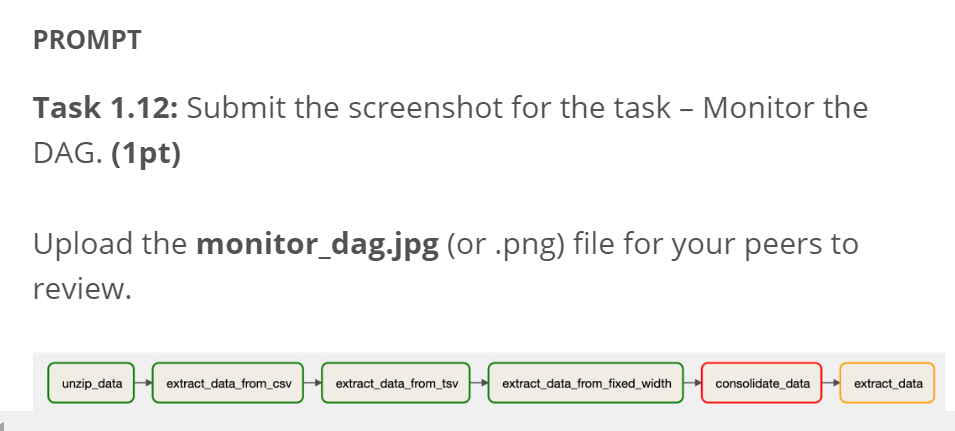 PROMPT
Task 1.12: Submit the screenshot for the task – Monitor the
DAG. (1pt)
Upload the monitor_dag.jpg (or .png) file for your peers to
review.
unzip_data extract_data_from_csv extract_data_from_tsv extract_data_from_fixed_width consolidate_data extract_data